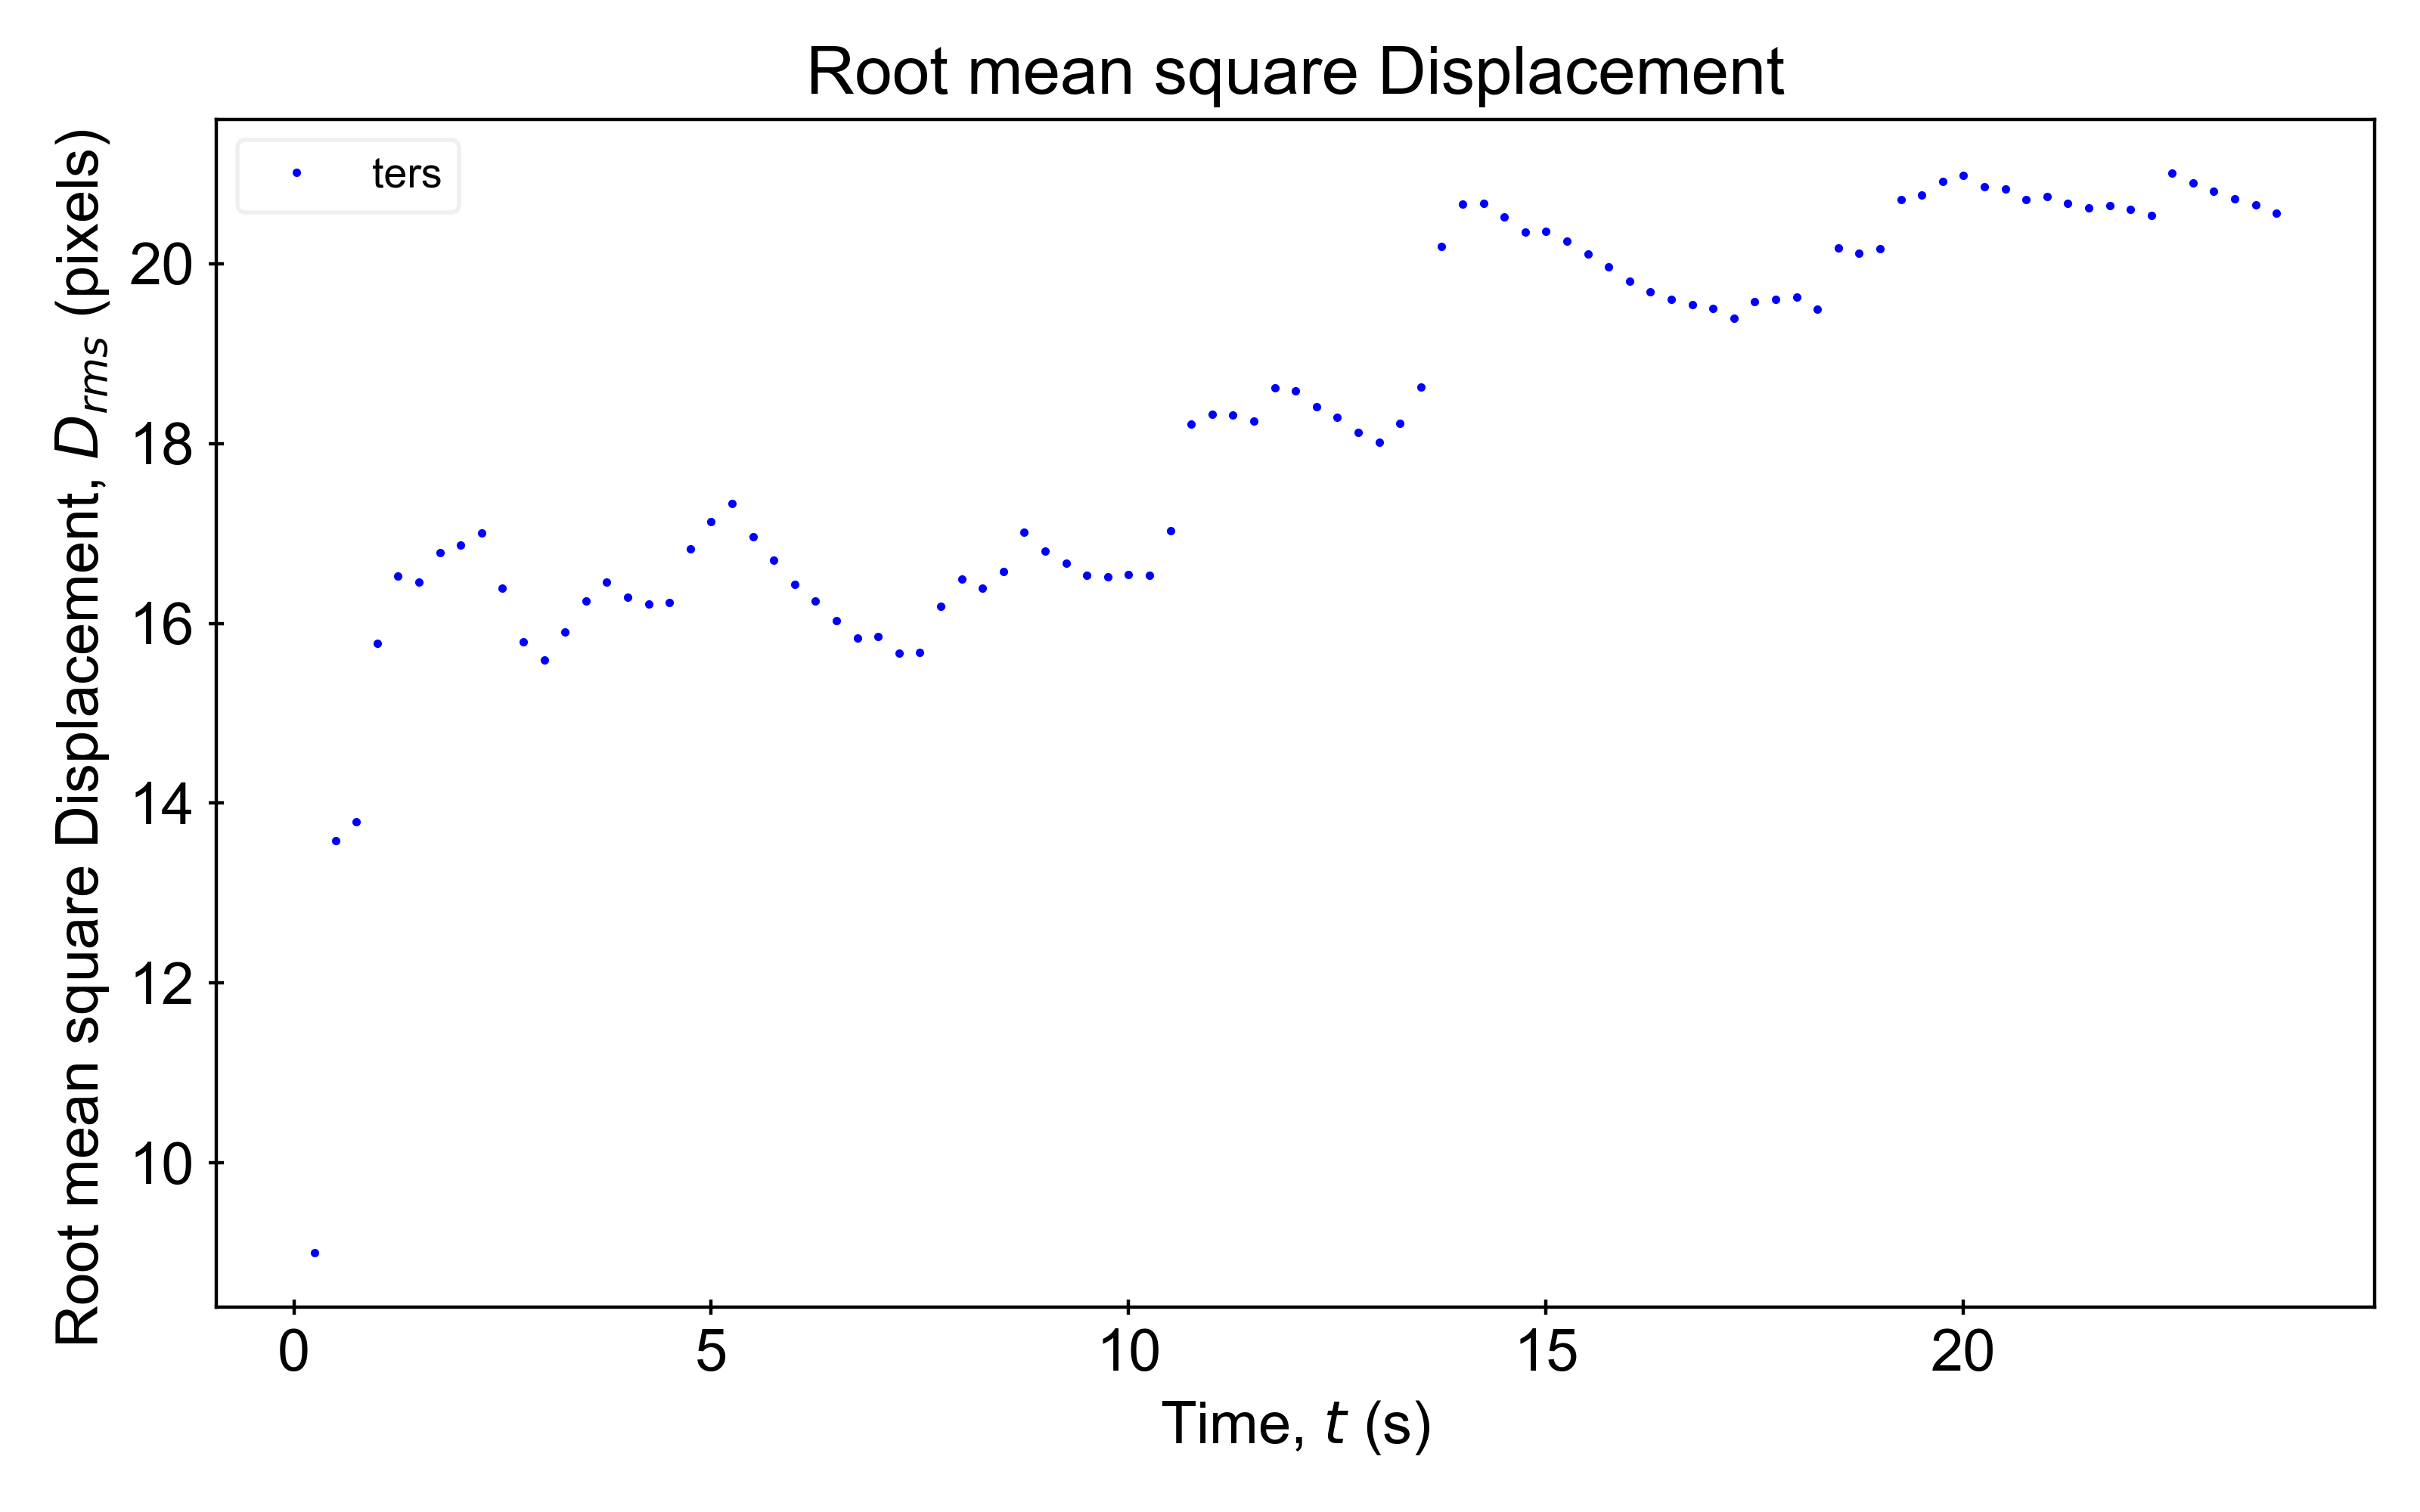 Root mean square Displacement
ters
Root mean square Displacement, D_rms (pixels)
20
18
16
14
12
10
0 5 10 15 20
Time, t (s)